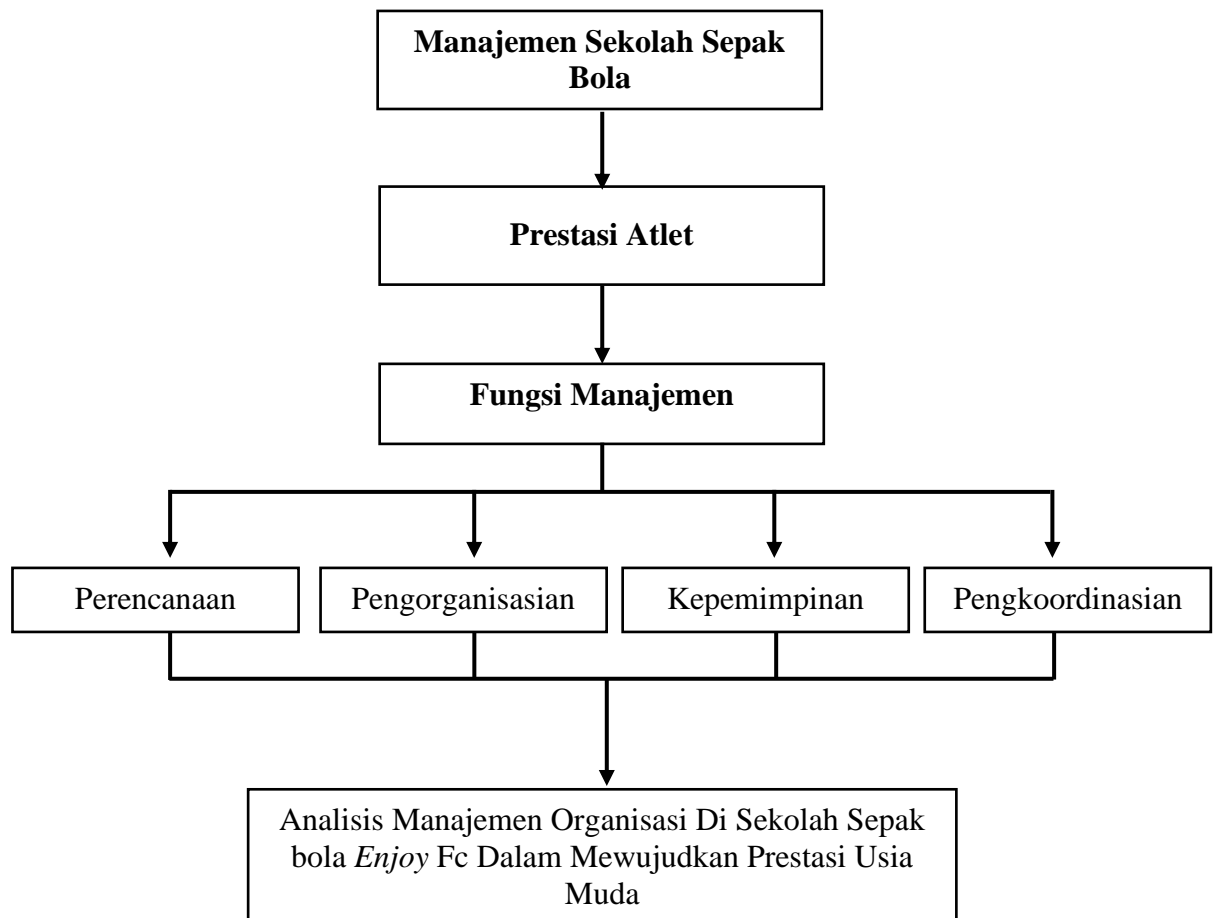 Manajemen Sekolah Sepak
Bola
Prestasi Atlet
Fungsi Manajemen
Perencanaan
Pengorganisasian
Kepemimpinan
Pengkoordinasian
Analisis Manajemen Organisasi Di Sekolah Sepak
bola Enjoy Fc Dalam Mewujudkan Prestasi Usia
Muda